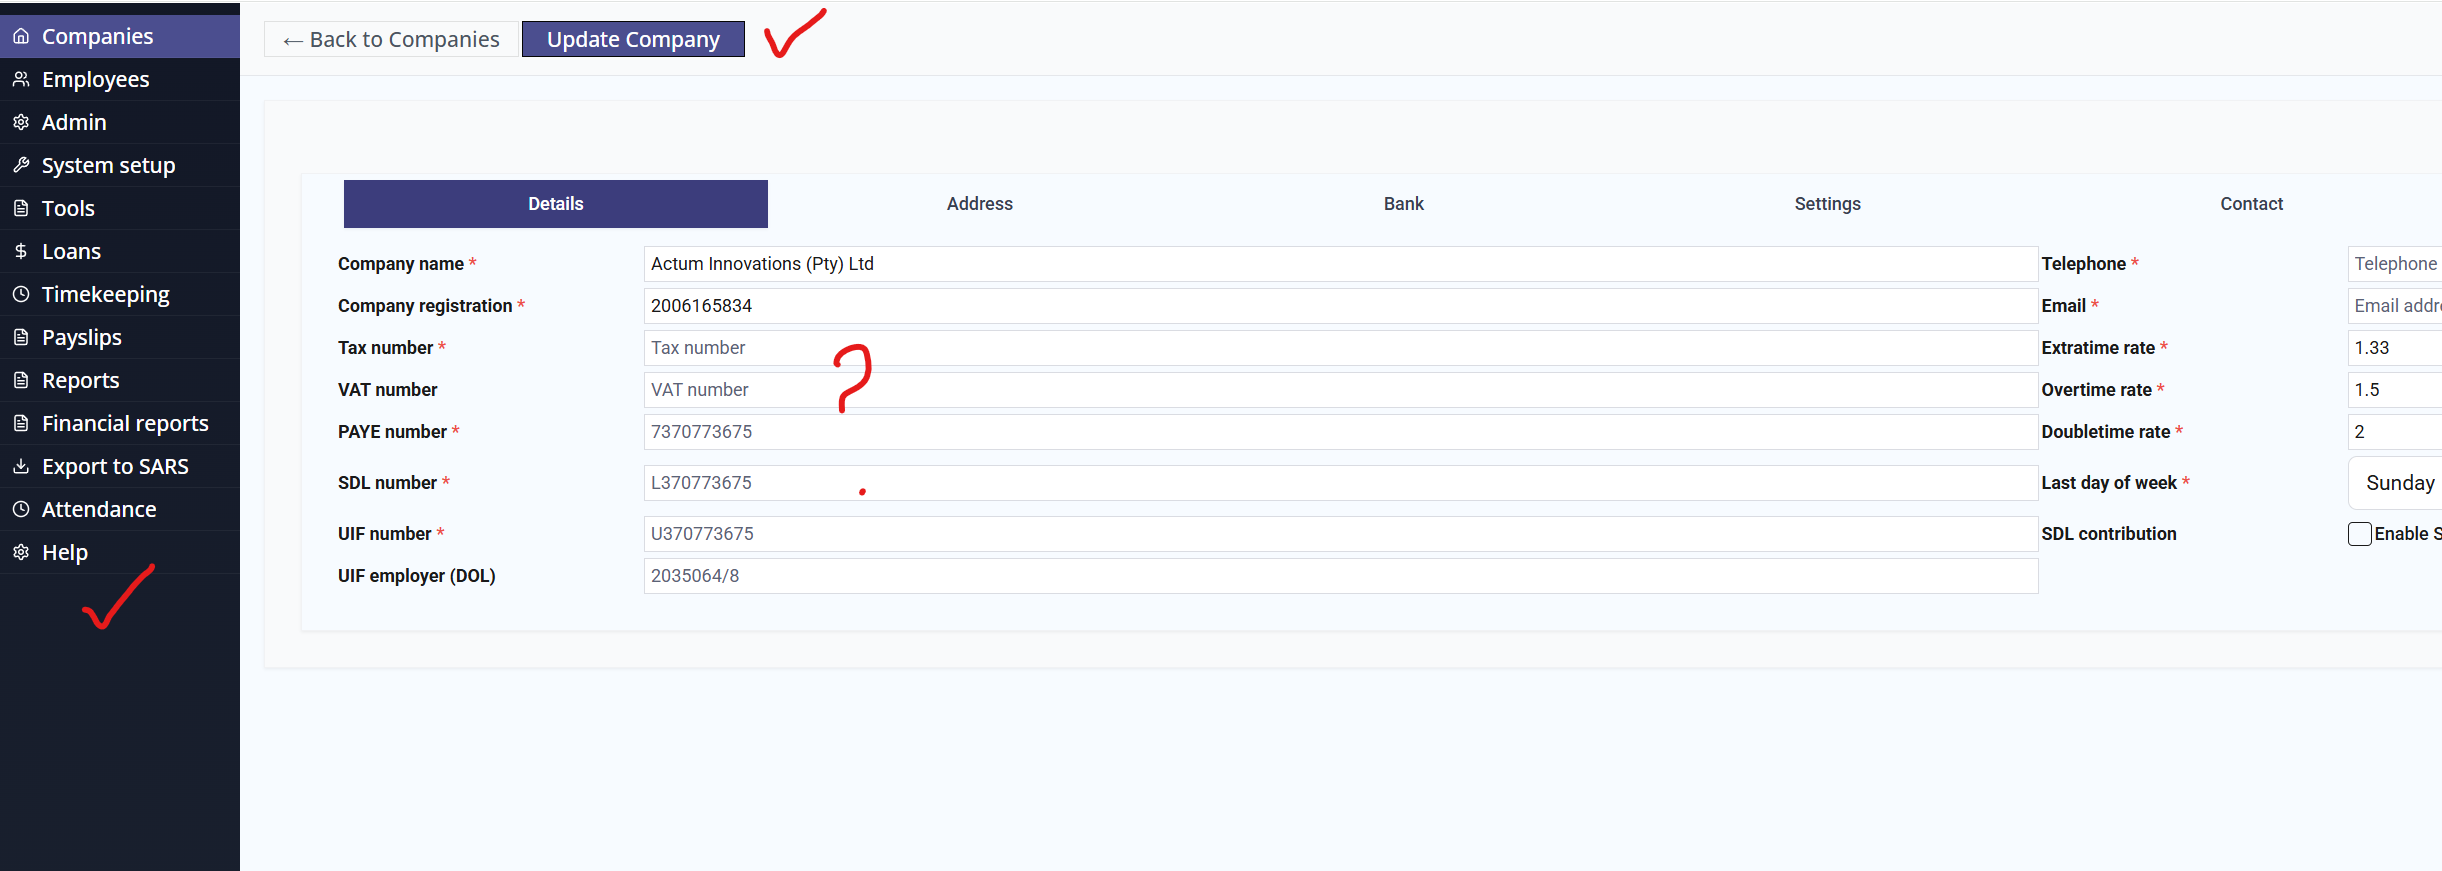 Companies
Employees
Admin
System setup
Tools
Loans
Timekeeping
Payslips
Reports
Financial reports
Export to SARS
Attendance
Help
← Back to Companies
Update Company
Details
Address
Bank
Settings
Contact
Company name *
Actum Innovations (Pty) Ltd
Company registration *
2006165834
Tax number *
Tax number
VAT number
VAT number
PAYE number *
7370773675
SDL number *
L370773675
UIF number *
U370773675
UIF employer (DOL)
2035064/8
?
Telephone *
Telephone
Email *
Email addr
Extratime rate *
1.33
Overtime rate *
1.5
Doubletime rate *
2
Last day of week *
Sunday
SDL contribution
Enable S